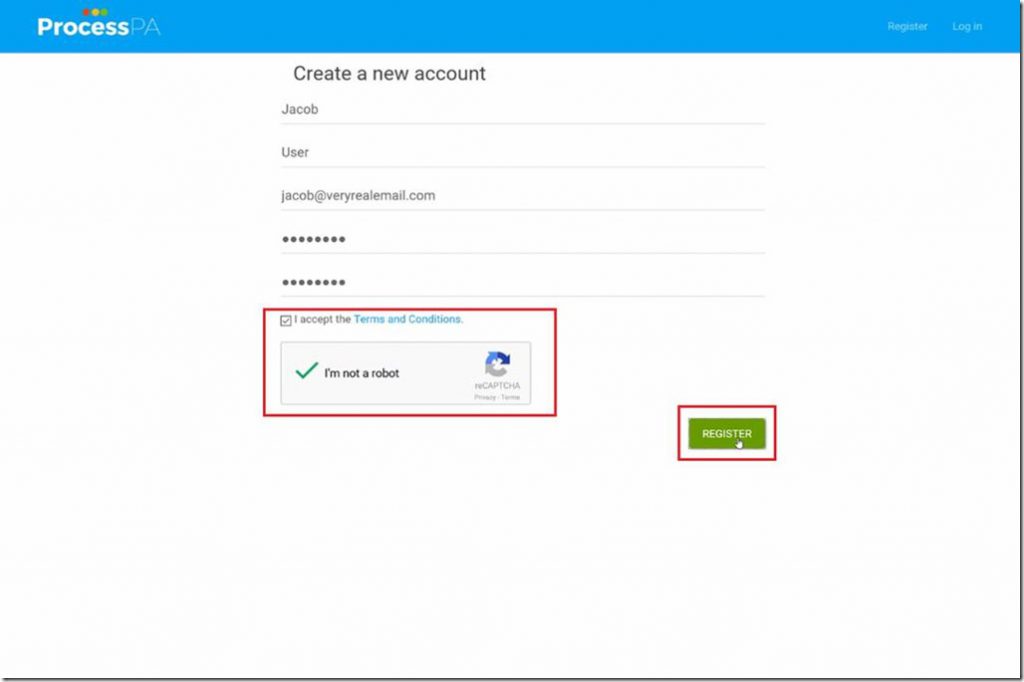 ProcessPA
Register Log in
Create a new account
Jacob
User
jacob@veryrealemail.com
••••••••
••••••••
I accept the Terms and Conditions.
I'm not a robot
reCAPTCHA
Privacy - Terms
REGISTER